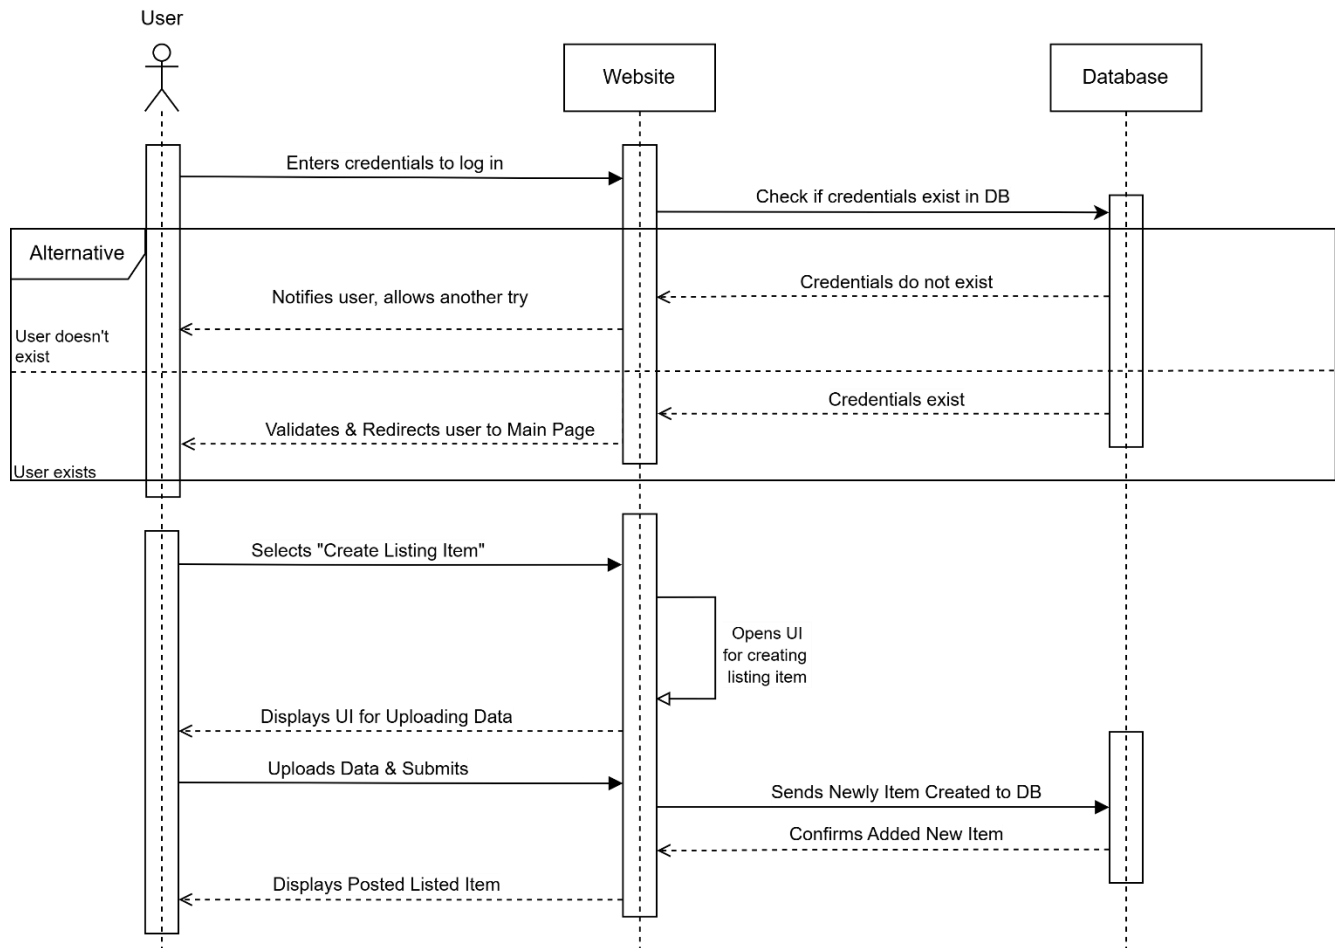 User
Website
Database
Enters credentials to log in
Check if credentials exist in DB
Alternative
Credentials do not exist
Notifies user, allows another try
User doesn't
exist
Credentials exist
Validates & Redirects user to Main Page
User exists
Selects "Create Listing Item"
Opens UI
for creating
listing item
Displays UI for Uploading Data
Uploads Data & Submits
Sends Newly Item Created to DB
Confirms Added New Item
Displays Posted Listed Item